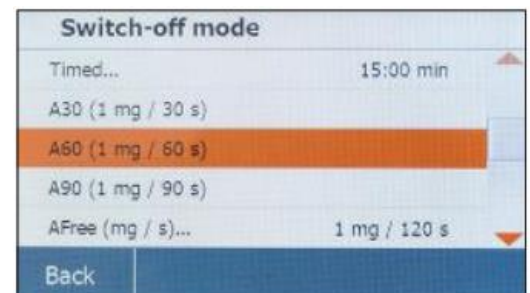 Switch-off mode
Timed... 15:00 min
A30 (1 mg / 30 s)
A60 (1 mg / 60 s)
A90 (1 mg / 90 s)
AFree (mg / s)... 1 mg / 120 s
Back